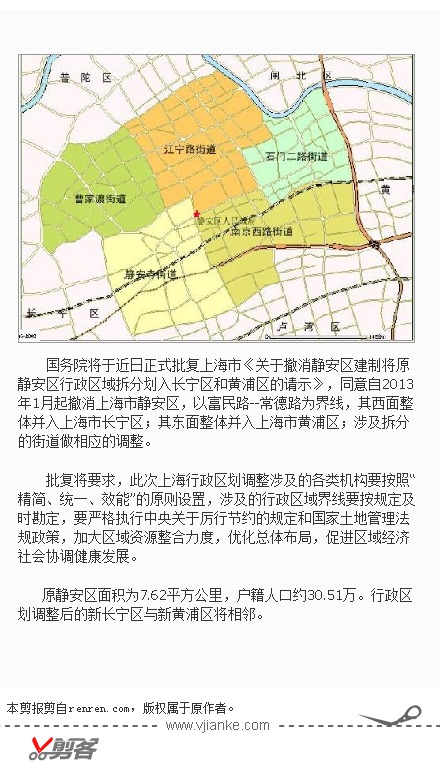 普陀区
闸北区
江宁路街道
石门二路街道
曹家渡街道
黄
静安区人民政府
南京西路街道
静安寺街道
长宁区
卢湾区
国务院将于近日正式批复上海市《关于撤消静安区建制将原
静安区行政区域拆分划入长宁区和黄浦区的请示》，同意自2013
年1月起撤消上海市静安区，以富民路--常德路为界线，其西面整
体并入上海市长宁区；其东面整体并入上海市黄浦区；涉及拆分
的街道做相应的调整。
批复将要求，此次上海行政区划调整涉及的各类机构要按照“
精简、统一、效能”的原则设置，涉及的行政区域界线要按规定及
时勘定，要严格执行中央关于厉行节约的规定和国家土地管理法
规政策，加大区域资源整合力度，优化总体布局，促进区域经济
社会协调健康发展。
原静安区面积为7.62平方公里，户籍人口约30.51万。行政区
划调整后的新长宁区与新黄浦区将相邻。
本剪报剪自renren.com，版权属于原作者。
www.vjianke.com
剪客